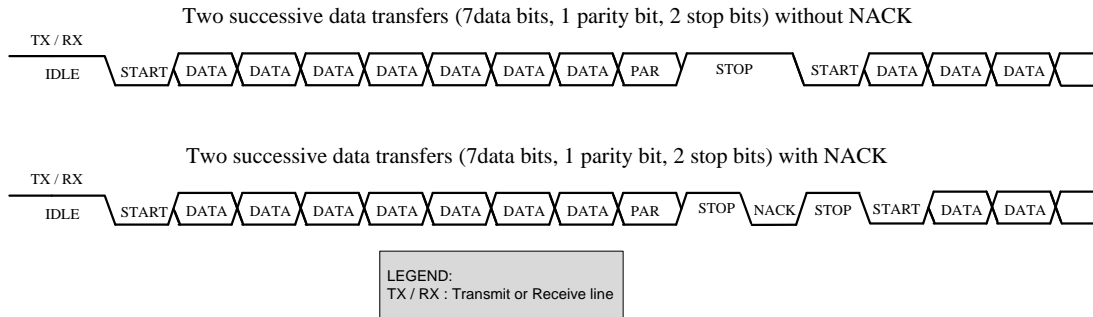 Two successive data transfers (7data bits, 1 parity bit, 2 stop bits) without NACK
TX / RX
IDLE START DATA DATA DATA DATA DATA DATA DATA PAR STOP START DATA DATA DATA
Two successive data transfers (7data bits, 1 parity bit, 2 stop bits) with NACK
TX / RX
IDLE START DATA DATA DATA DATA DATA DATA DATA PAR STOP NACK STOP START DATA DATA
LEGEND:
TX / RX : Transmit or Receive line